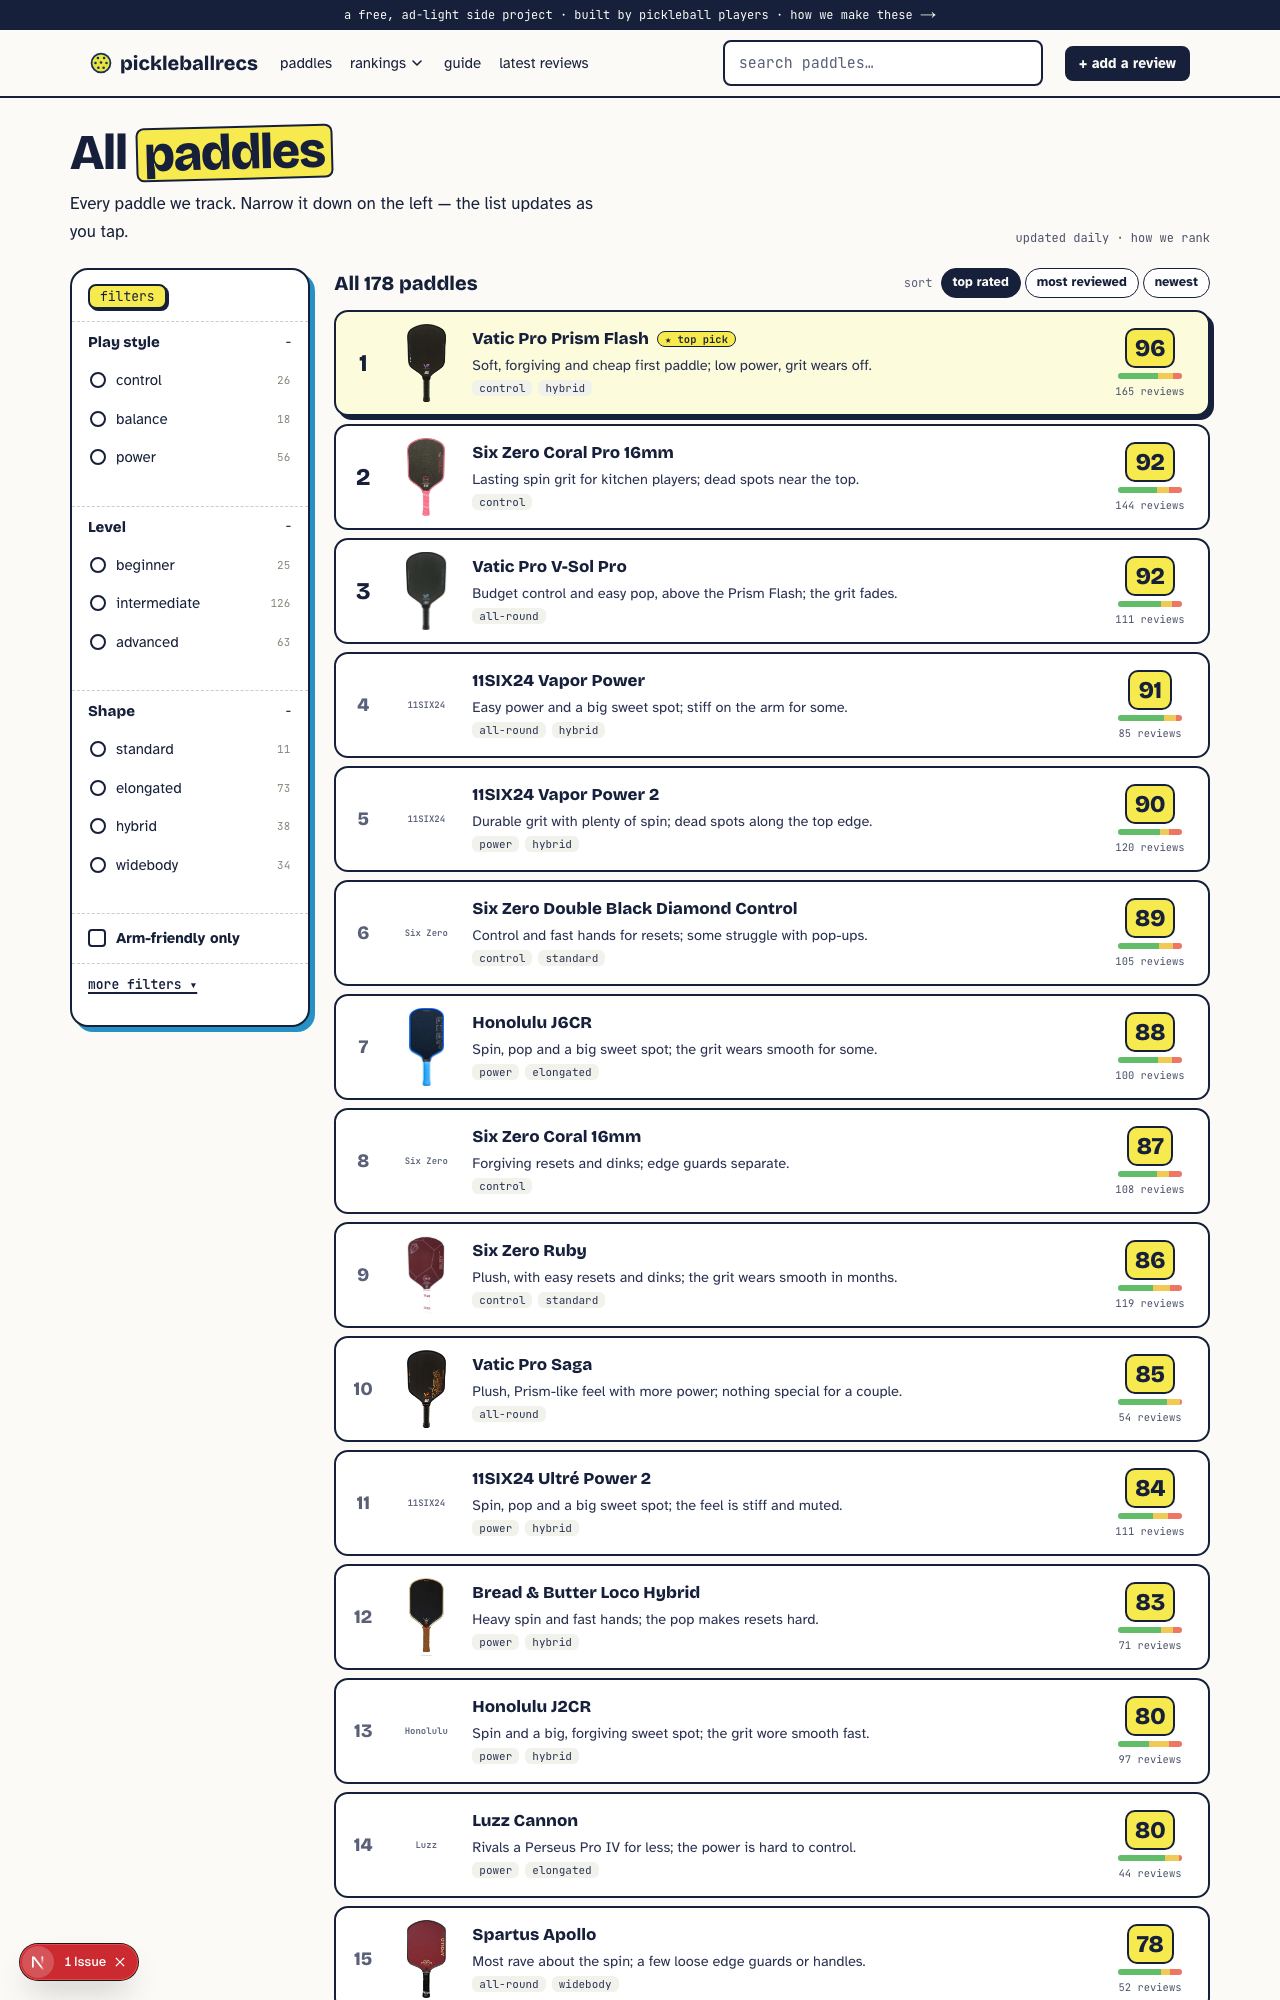 a free, ad-light side project · built by pickleball players · how we make these →
pickleballrecs
paddles
rankings
guide
latest reviews
search paddles…
+ add a review
All paddles
Every paddle we track. Narrow it down on the left — the list updates as
you tap.
updated daily · how we rank
filters
Play style -
control 26
balance 18
power 56
Level -
beginner 25
intermediate 126
advanced 63
Shape -
standard 11
elongated 73
hybrid 38
widebody 34
Arm-friendly only
more filters ▾
All 178 paddles
sort top rated most reviewed newest
1
Vatic Pro Prism Flash ★ top pick
Soft, forgiving and cheap first paddle; low power, grit wears off.
control hybrid
96
165 reviews
2
Six Zero Coral Pro 16mm
Lasting spin grit for kitchen players; dead spots near the top.
control
92
144 reviews
3
Vatic Pro V-Sol Pro
Budget control and easy pop, above the Prism Flash; the grit fades.
all-round
92
111 reviews
4
11SIX24
11SIX24 Vapor Power
Easy power and a big sweet spot; stiff on the arm for some.
all-round hybrid
91
85 reviews
5
11SIX24
11SIX24 Vapor Power 2
Durable grit with plenty of spin; dead spots along the top edge.
power hybrid
90
120 reviews
6
Six Zero
Six Zero Double Black Diamond Control
Control and fast hands for resets; some struggle with pop-ups.
control standard
89
105 reviews
7
Honolulu J6CR
Spin, pop and a big sweet spot; the grit wears smooth for some.
power elongated
88
100 reviews
8
Six Zero
Six Zero Coral 16mm
Forgiving resets and dinks; edge guards separate.
control
87
108 reviews
9
Six Zero Ruby
Plush, with easy resets and dinks; the grit wears smooth in months.
control standard
86
119 reviews
10
Vatic Pro Saga
Plush, Prism-like feel with more power; nothing special for a couple.
all-round
85
54 reviews
11
11SIX24
11SIX24 Ultré Power 2
Spin, pop and a big sweet spot; the feel is stiff and muted.
power hybrid
84
111 reviews
12
Bread & Butter Loco Hybrid
Heavy spin and fast hands; the pop makes resets hard.
power hybrid
83
71 reviews
13
Honolulu
Honolulu J2CR
Spin and a big, forgiving sweet spot; the grit wore smooth fast.
power hybrid
80
97 reviews
14
Luzz
Luzz Cannon
Rivals a Perseus Pro IV for less; the power is hard to control.
power elongated
80
44 reviews
15
Spartus Apollo
Most rave about the spin; a few loose edge guards or handles.
all-round widebody
78
52 reviews
N 1 Issue ×